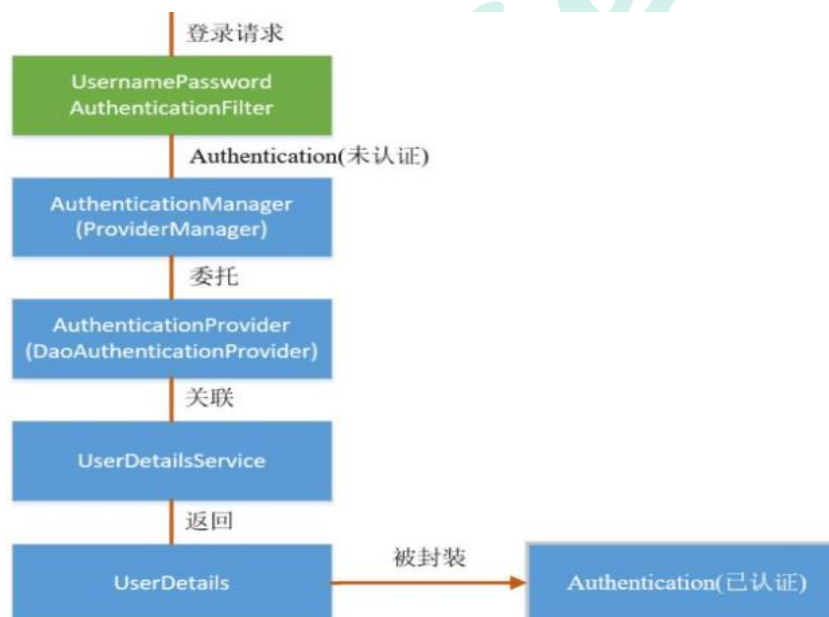 登录请求
UsernamePassword
AuthenticationFilter
Authentication(未认证)
AuthenticationManager
(ProviderManager)
委托
AuthenticationProvider
(DaoAuthenticationProvider)
关联
UserDetailsService
返回
UserDetails
被封装
Authentication(已认证)